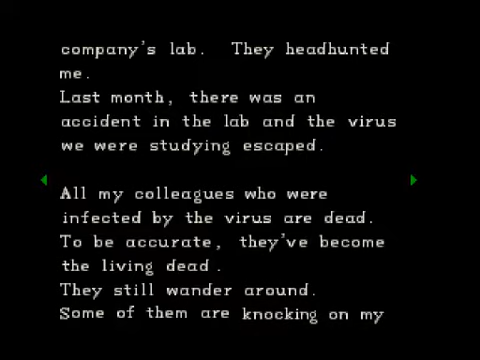 company's lab. They headhunted
me.
Last month, there was an
accident in the lab and the virus
we were studying escaped.
All my colleagues who were
infected by the virus are dead.
To be accurate, they've become
the living dead.
They still wander around.
Some of them are knocking on my